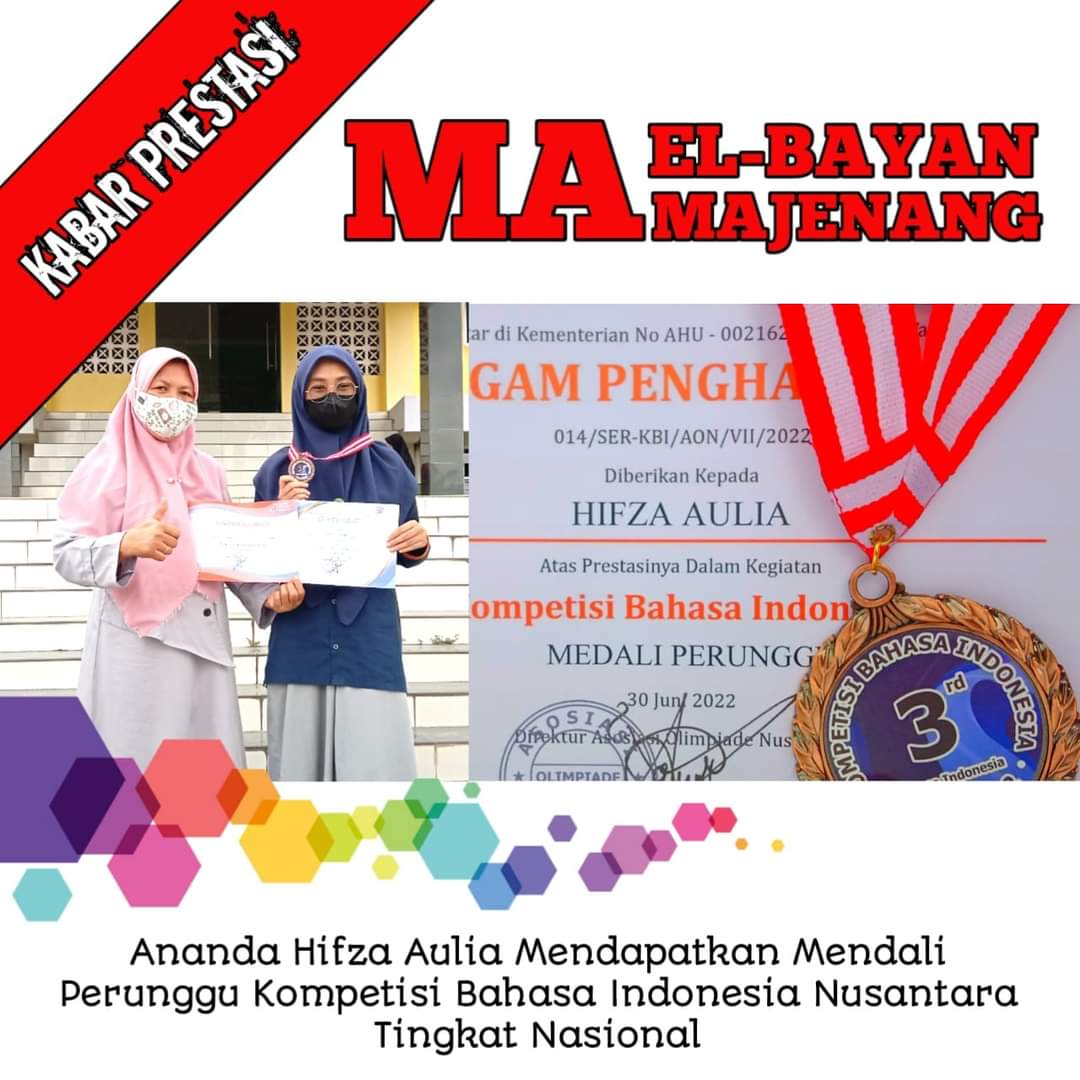 KABAR PRESTASI
MA EL-BAYAN
MAJENANG
ar di Kementerian No AHU - 002162
GAM PENGHA
014/SER-KBI/AON/VII/2022
Diberikan Kepada
HIFZA AULIA
Atas Prestasinya Dalam Kegiatan
ompetisi Bahasa Indon
MEDALI PERUNGG
30 Juni 2022
Direktur Asosiasi Olimpiade Nus
ASOSIA
OLIMPIADE
OMPETISI BAHASA INDONESIA
3rd
Indonesia
Ananda Hifza Aulia Mendapatkan Mendali
Perunggu Kompetisi Bahasa Indonesia Nusantara
Tingkat Nasional